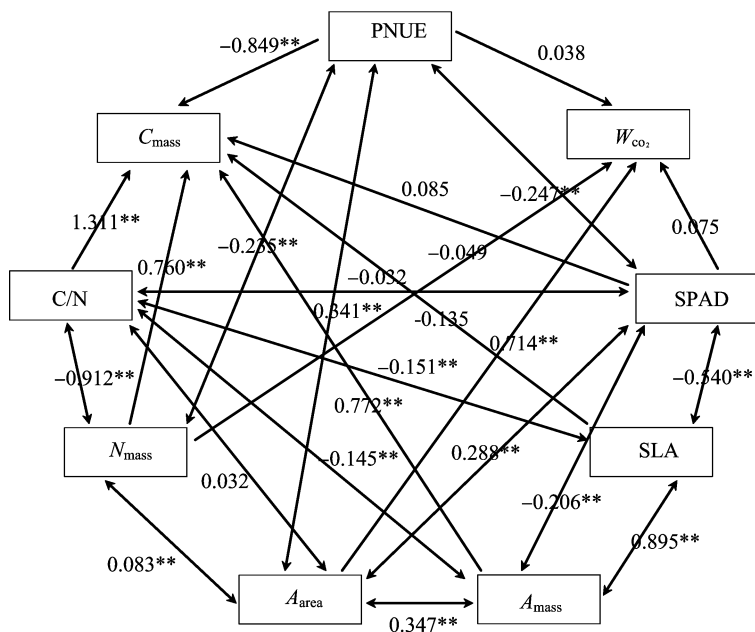 PNUE
−0.849**
0.038
Cmass
Wco₂
0.085
−0.247**
1.311**
0.075
0.760**
−0.235**
−0.049
−0.032
C/N
0.341**
−0.135
SPAD
0.714**
−0.151**
−0.912**
−0.540**
0.772**
Nmass
−0.145**
0.288**
SLA
0.032
−0.206**
0.895**
0.083**
Aarea
Amass
0.347**